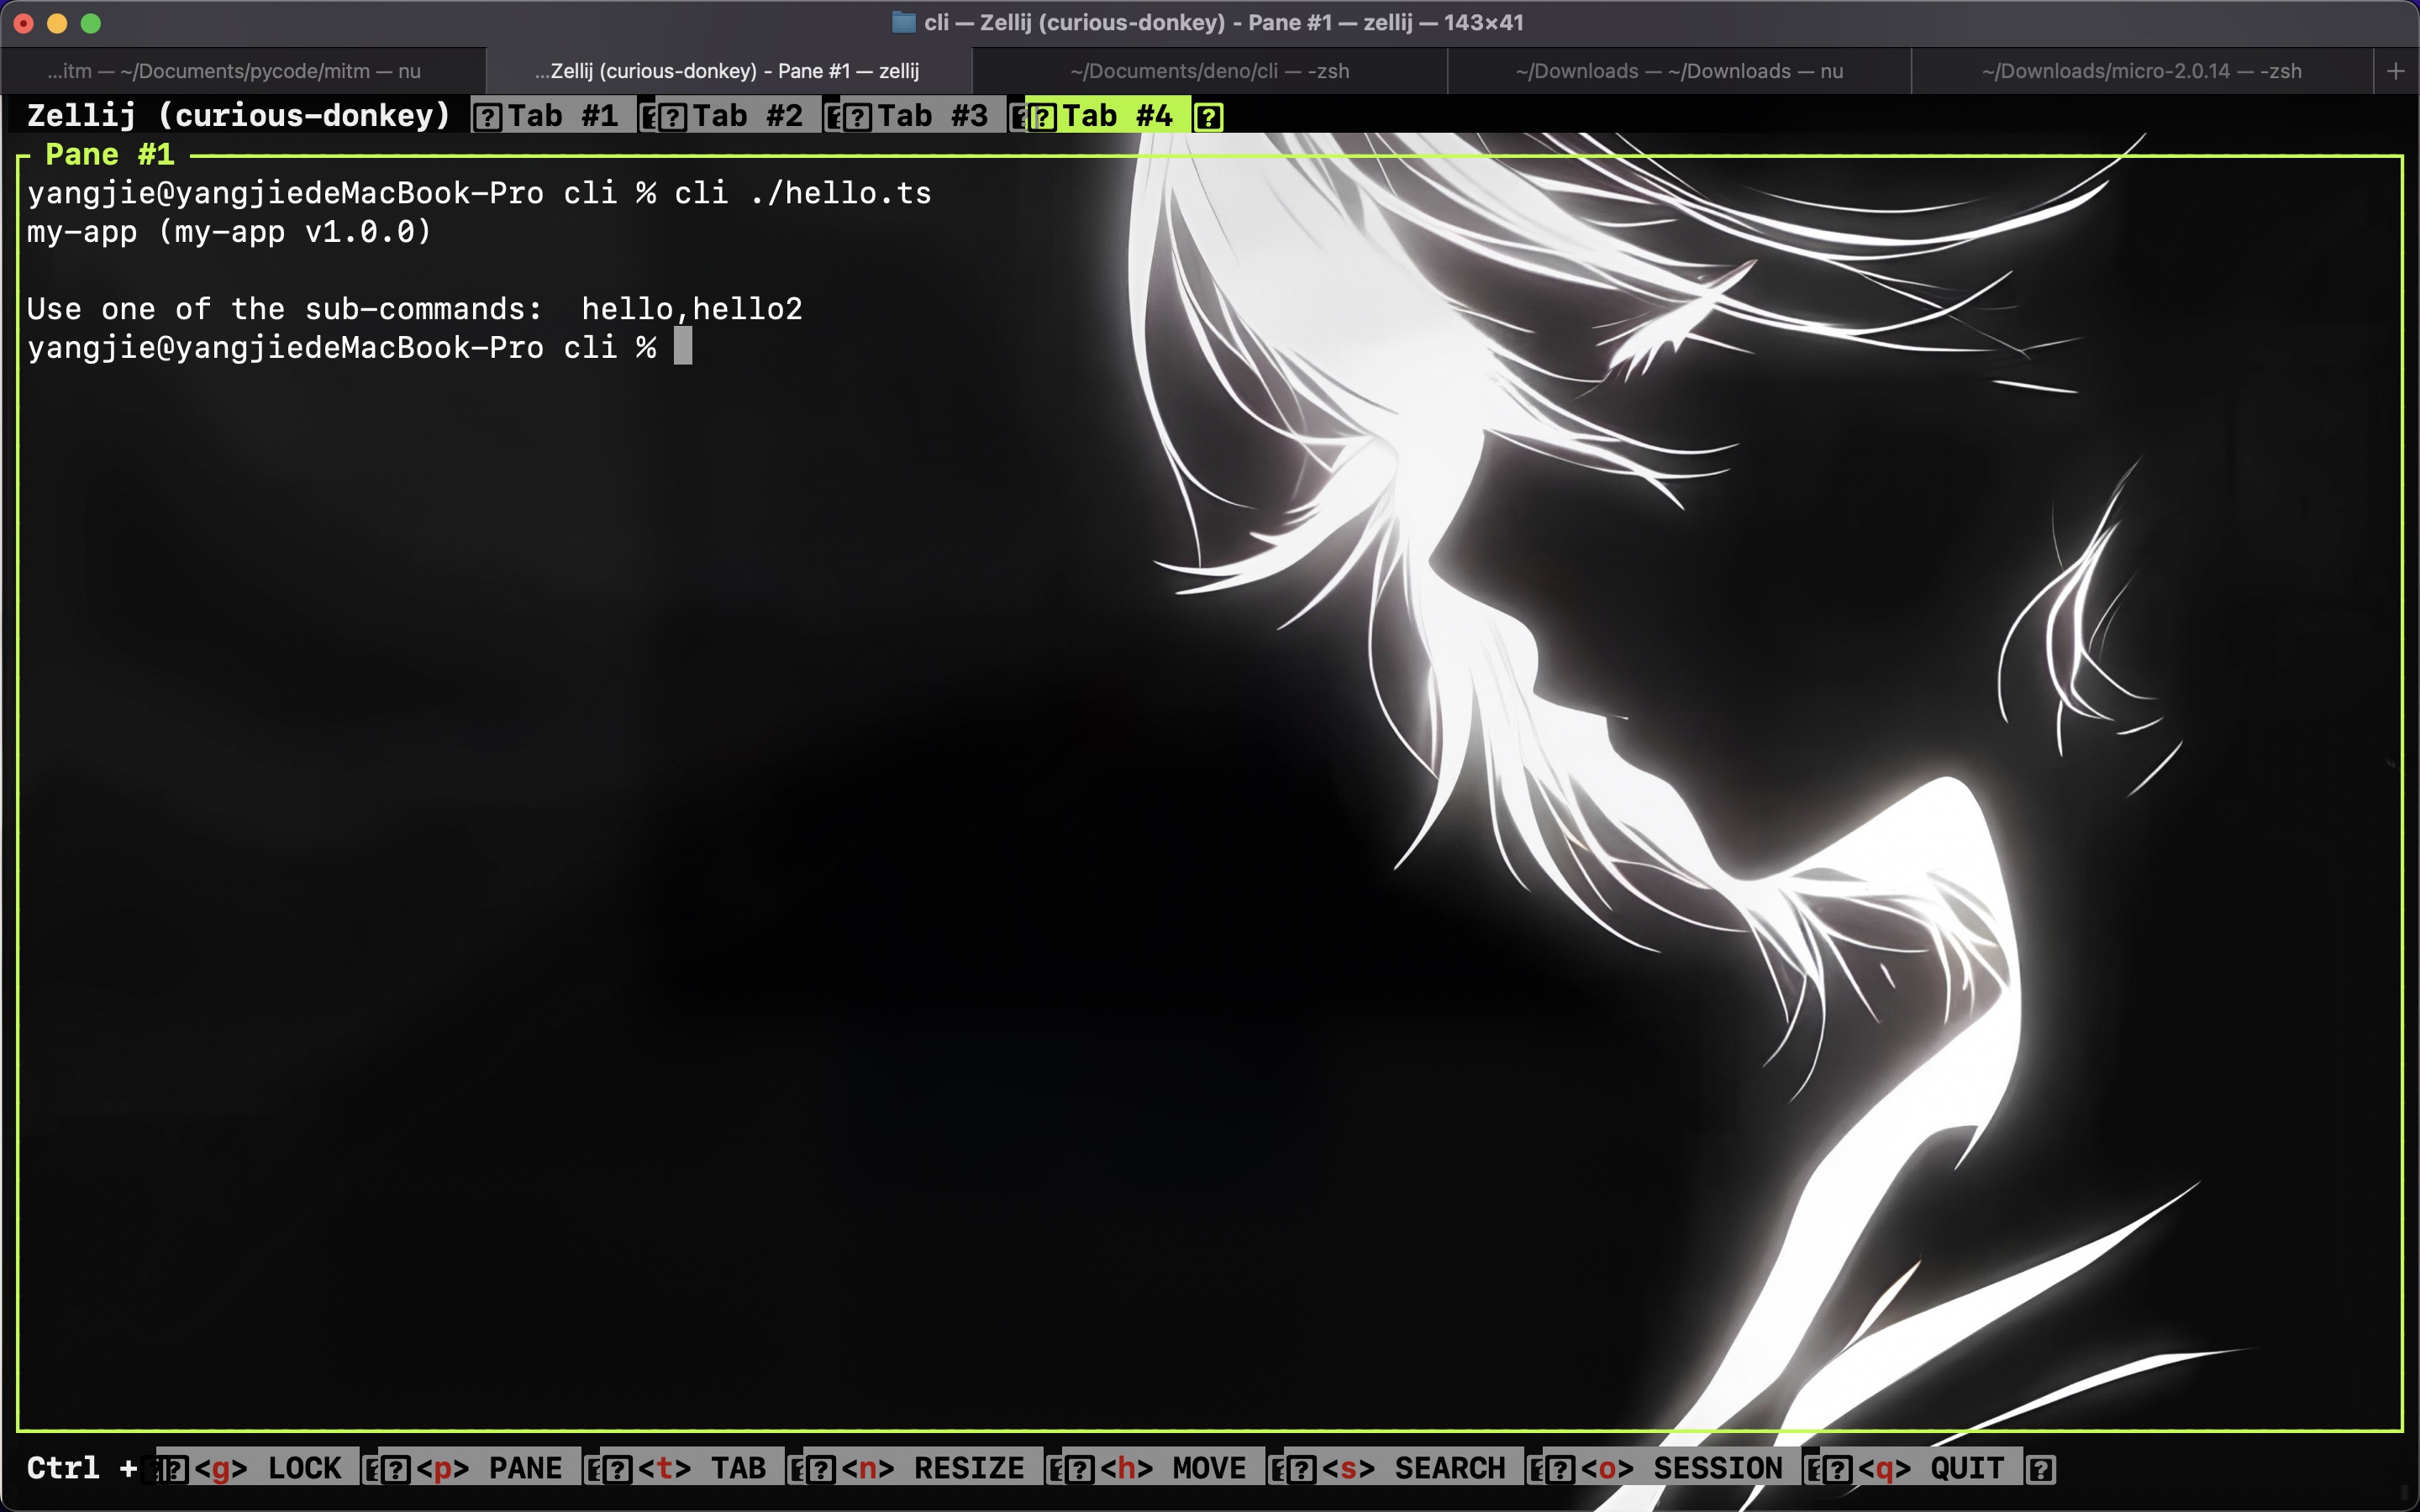 cli — Zellij (curious-donkey) - Pane #1 — zellij — 143×41
...itm — ~/Documents/pycode/mitm — nu ...Zellij (curious-donkey) - Pane #1 — zellij ~/Documents/deno/cli — -zsh ~/Downloads — ~/Downloads — nu ~/Downloads/micro-2.0.14 — -zsh +
Zellij (curious-donkey) Tab #1 Tab #2 Tab #3 Tab #4
Pane #1
yangjie@yangjiedeMacBook-Pro cli % cli ./hello.ts
my-app (my-app v1.0.0)
Use one of the sub-commands:  hello,hello2
yangjie@yangjiedeMacBook-Pro cli %
Ctrl + <g> LOCK <p> PANE <t> TAB <n> RESIZE <h> MOVE <s> SEARCH <o> SESSION <q> QUIT